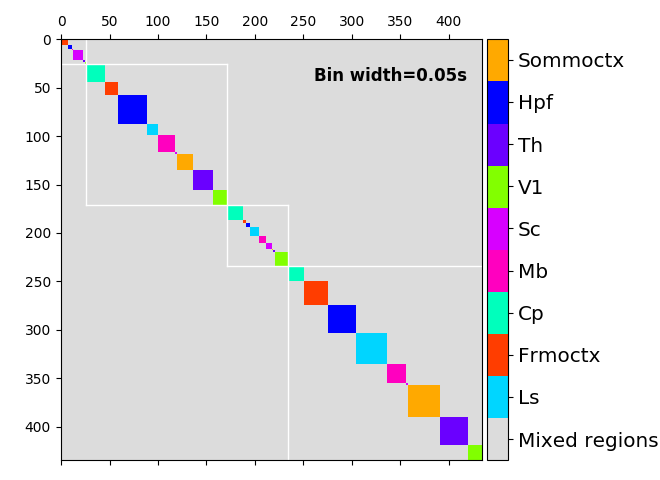 0 50 100 150 200 250 300 350 400
0
50
100
150
200
250
300
350
400
Bin width=0.05s
Sommoctx
Hpf
Th
V1
Sc
Mb
Cp
Frmoctx
Ls
Mixed regions